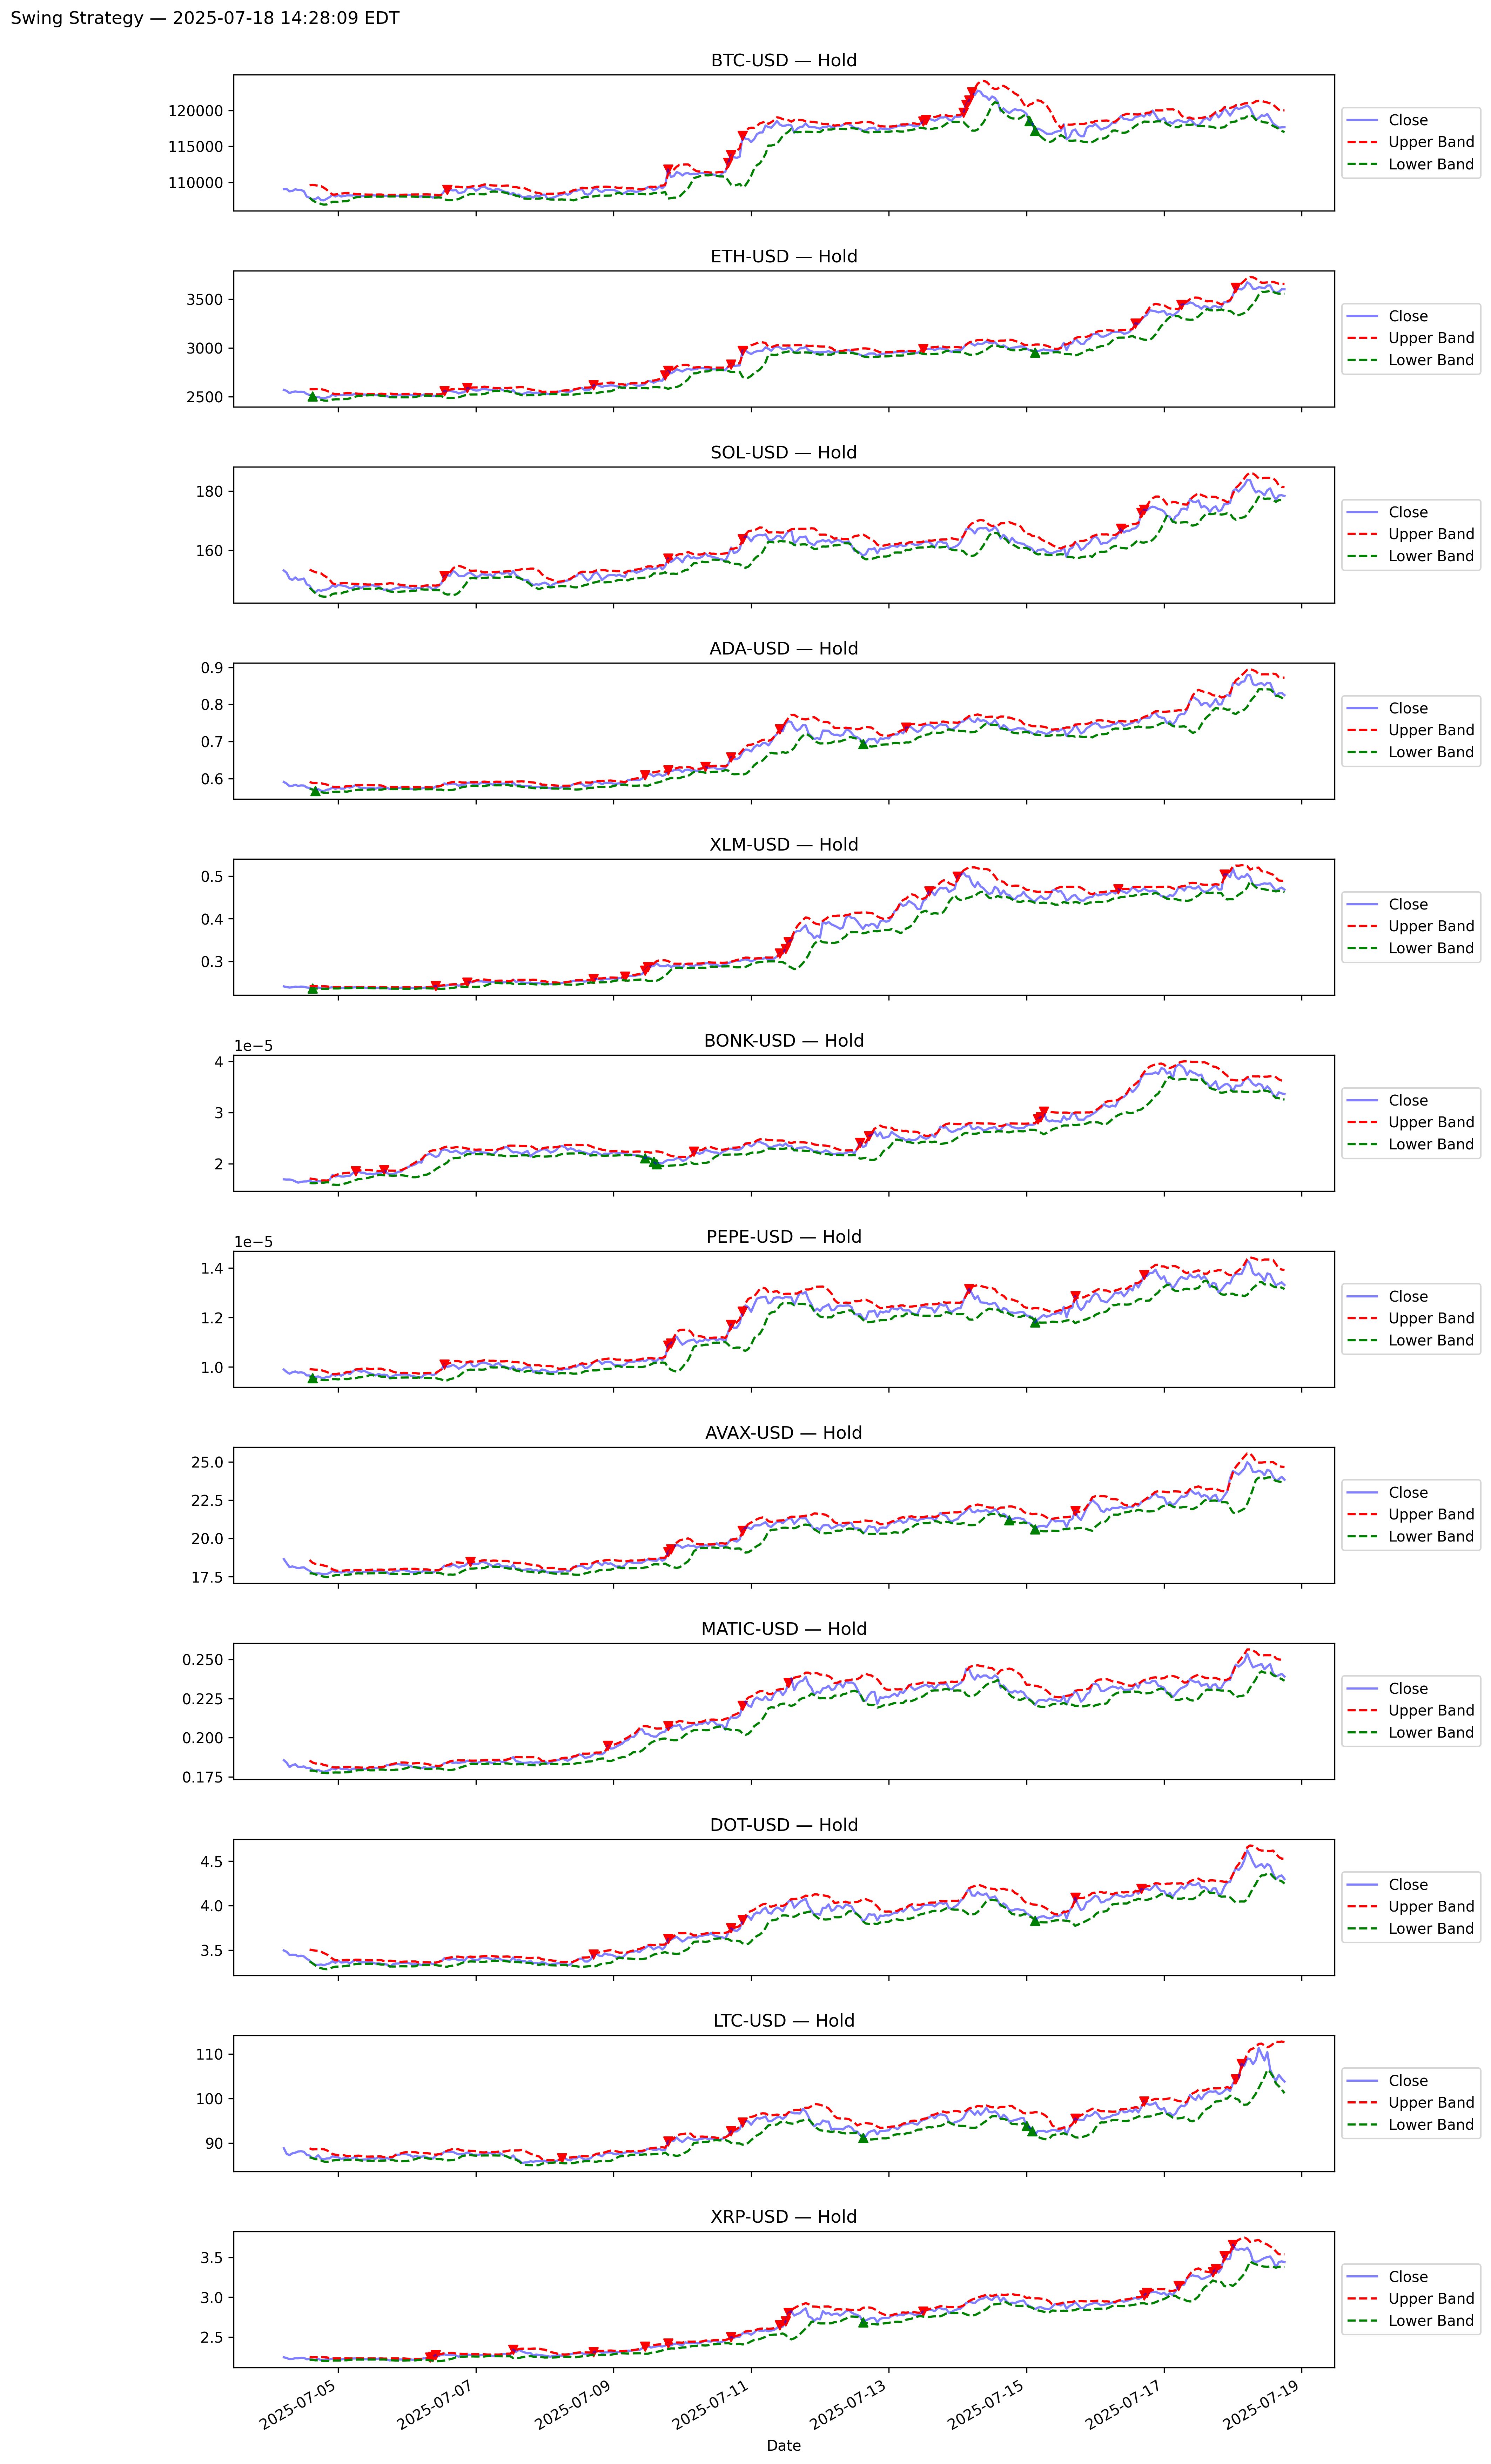 Swing Strategy — 2025-07-18 14:28:09 EDT
BTC-USD — Hold
120000
115000
110000
Close
Upper Band
Lower Band
ETH-USD — Hold
3500
3000
2500
Close
Upper Band
Lower Band
SOL-USD — Hold
180
160
Close
Upper Band
Lower Band
ADA-USD — Hold
0.9
0.8
0.7
0.6
Close
Upper Band
Lower Band
XLM-USD — Hold
0.5
0.4
0.3
Close
Upper Band
Lower Band
BONK-USD — Hold
1e−5
4
3
2
Close
Upper Band
Lower Band
PEPE-USD — Hold
1e−5
1.4
1.2
1.0
Close
Upper Band
Lower Band
AVAX-USD — Hold
25.0
22.5
20.0
17.5
Close
Upper Band
Lower Band
MATIC-USD — Hold
0.250
0.225
0.200
0.175
Close
Upper Band
Lower Band
DOT-USD — Hold
4.5
4.0
3.5
Close
Upper Band
Lower Band
LTC-USD — Hold
110
100
90
Close
Upper Band
Lower Band
XRP-USD — Hold
3.5
3.0
2.5
Close
Upper Band
Lower Band
2025-07-05
2025-07-07
2025-07-09
2025-07-11
2025-07-13
2025-07-15
2025-07-17
2025-07-19
Date